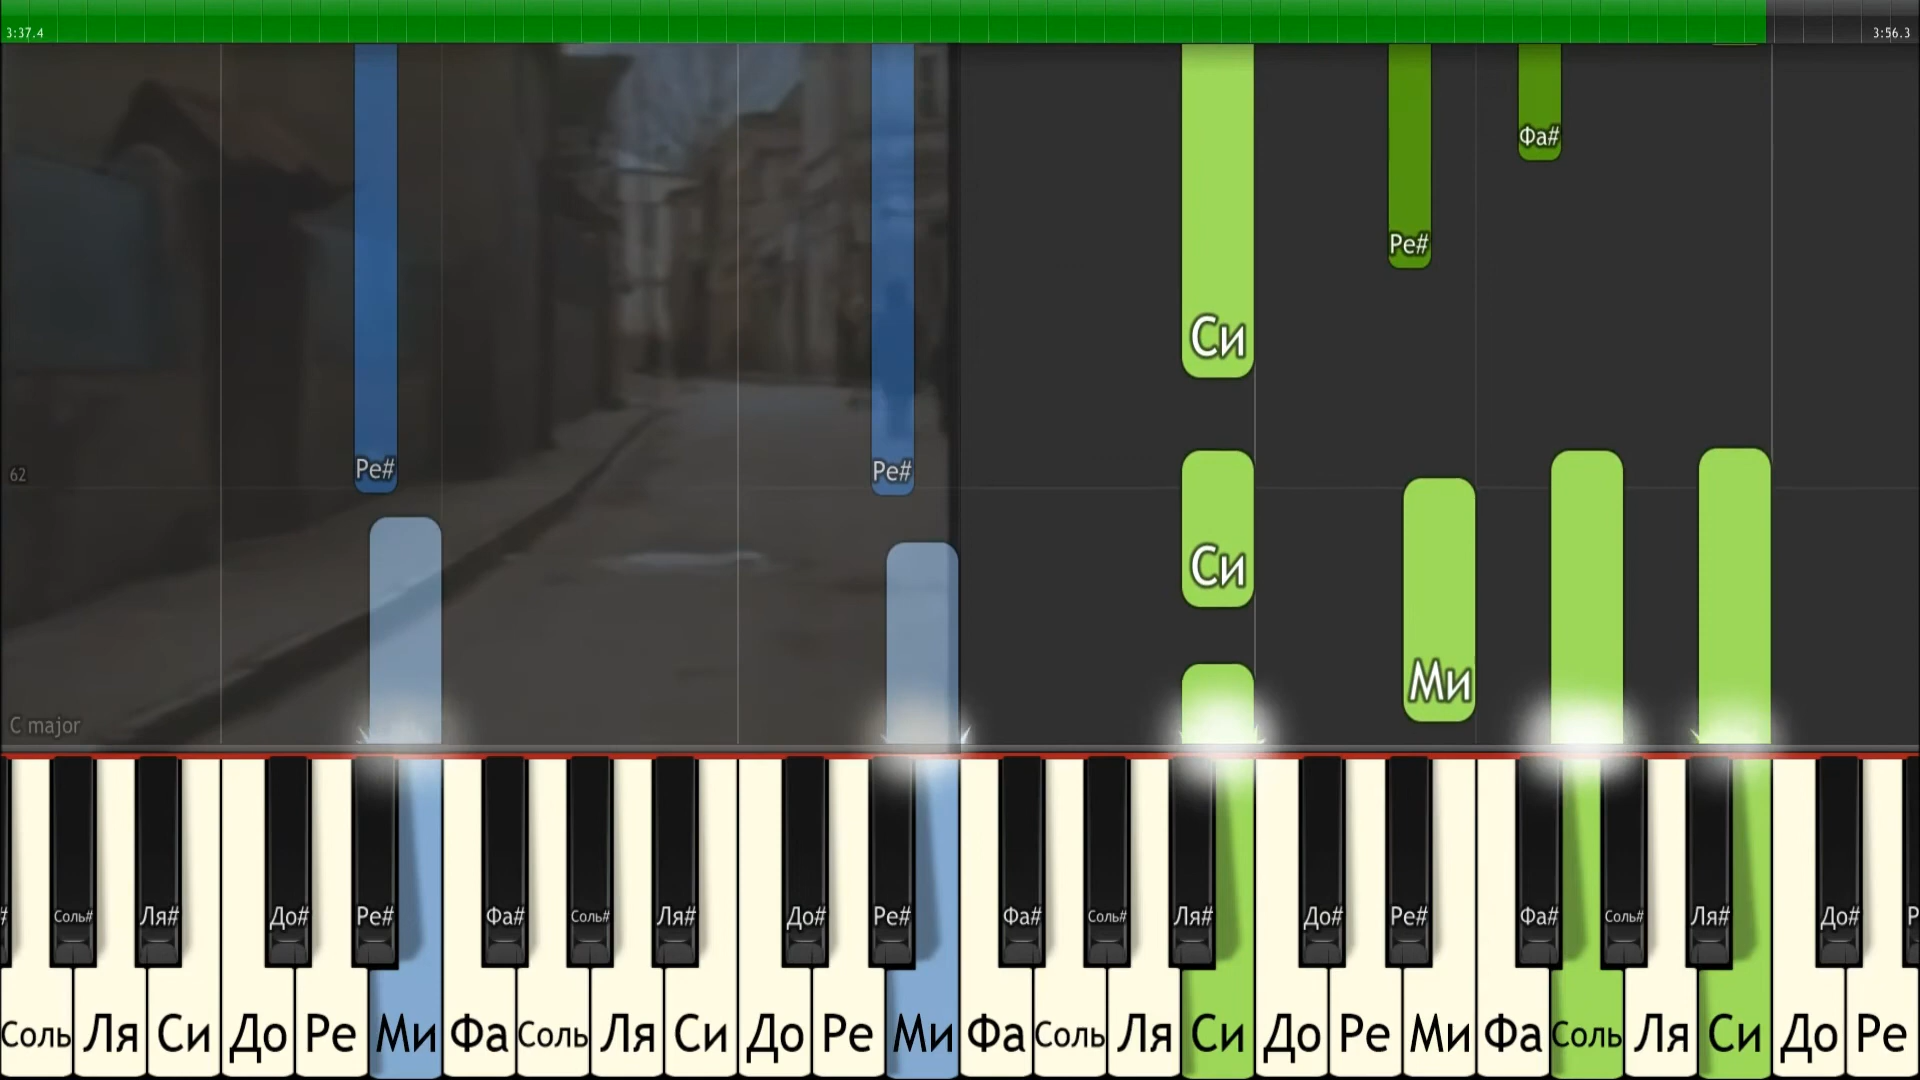 3:37.4
3:56.3
Фа#
Ре#
Си
Ре# Ре#
62
Си
Ми
C major
# Соль# Ля# До# Ре# Фа# Соль# Ля# До# Ре# Фа# Соль# Ля# До# Ре# Фа# Соль# Ля# До# Р
Соль Ля Си До Ре Ми Фа Соль Ля Си До Ре Ми Фа Соль Ля Си До Ре Ми Фа Соль Ля Си До Ре